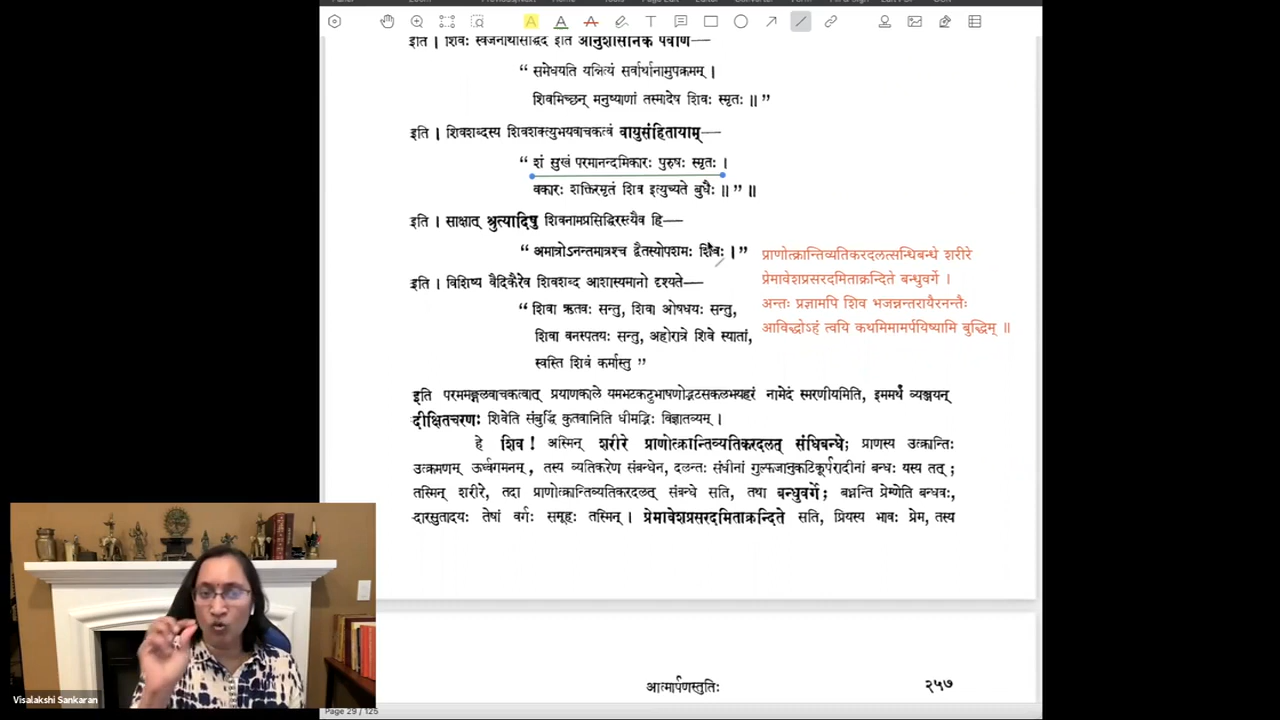 इति । शिवः स्वजनायासाद्विद इति आनुशासनिके पर्वणि—
“ समेधयति यन्नित्यं सर्वार्थानामुपक्रमम् ।
शिवमिच्छन् मनुष्याणां तस्मादेष शिवः स्मृतः ॥ ”
इति । शिवशब्दस्य शिवशक्त्युभयवाचकत्वं वायुसंहितायाम्—
“ शं सुखं परमानन्दमिकारः पुरुषः स्मृतः ।
वकारः शक्तिरमृतं शिव इत्युच्यते बुधैः ॥ ” ॥
इति । साक्षात् श्रुत्यादिषु शिवनामप्रसिद्धिरस्त्यैव हि—
“ अमात्रोऽनन्तमात्रश्च द्वैतस्योपशमः शिवः । ”
इति । विशिष्य वैदिकैरेव शिवशब्द आशास्यमानो दृश्यते—
“ शिवा ऋतवः सन्तु, शिवा ओषधयः सन्तु,
शिवा वनस्पतयः सन्तु, अहोरात्रे शिवे स्यातां,
स्वस्ति शिवं कर्मास्तु ”
प्राणोत्क्रान्तिव्यतिकरदलत्सन्धिबन्धे शरीरे
प्रेमावेशप्रसरदमिताक्रन्दिते बन्धुवर्गे ।
अन्तः प्रज्ञामपि शिव भजन्नन्तरायैरनन्तैः
आविद्धोऽहं त्वयि कथमिमामर्पयिष्यामि बुद्धिम् ॥
इति परममङ्गलवाचकत्वात् प्रयाणकाले यमभटकटुभाषणोद्भटसकलभयहरं नामेदं स्मरणीयमिति, इममर्थं व्यञ्जयन्
दीक्षितचरणः शिवेति संबुद्धिं कुतवानिति धीमद्भिः विज्ञातव्यम् ।
हे शिव ! अस्मिन् शरीरे प्राणोत्क्रान्तिव्यतिकरदलत् संधिबन्धे; प्राणस्य उत्क्रान्तिः
उत्क्रमणम् ऊर्ध्वगमनम्, तस्य व्यतिकरेण संबन्धेन, दलन्तः संधीनां गुल्फजानुकटिकूर्परादीनां बन्धः यस्य तत् ;
तस्मिन् शरीरे, तदा प्राणोत्क्रान्तिव्यतिकरदलत् संबन्धे सति, तथा बन्धुवर्गे; बध्नन्ति प्रेम्णेति बन्धवः,
दारसुतादयः तेषां वर्गः समूहः तस्मिन् । प्रेमावेशप्रसरदमिताक्रन्दिते सति, प्रियस्य भावः प्रेम, तस्य
Visalakshi Sankaran
आत्मार्पणस्तुतिः २५७
Page 29 / 125